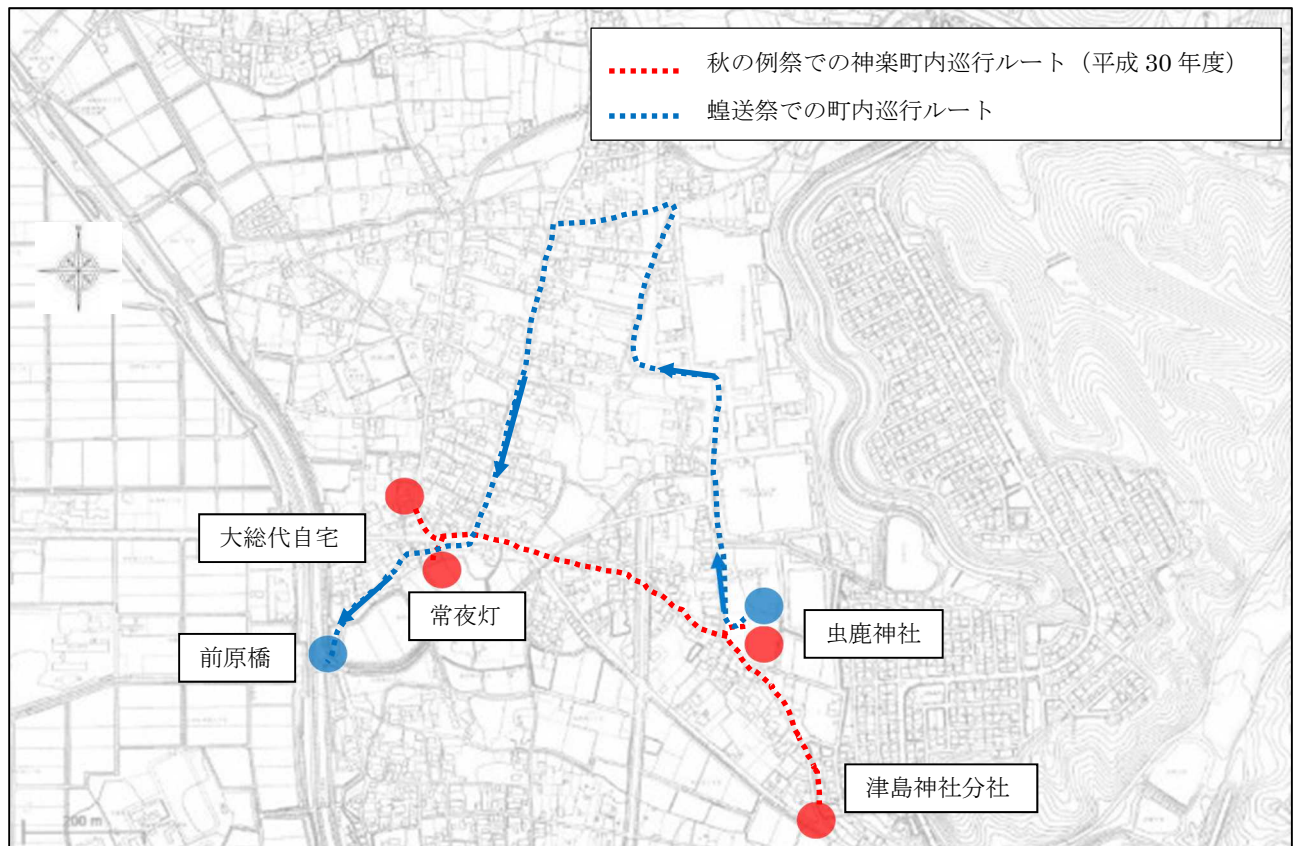 秋の例祭での神楽町内巡行ルート（平成 30 年度）
蝗送祭での町内巡行ルート
大総代自宅
常夜灯
前原橋
虫鹿神社
津島神社分社
200 m